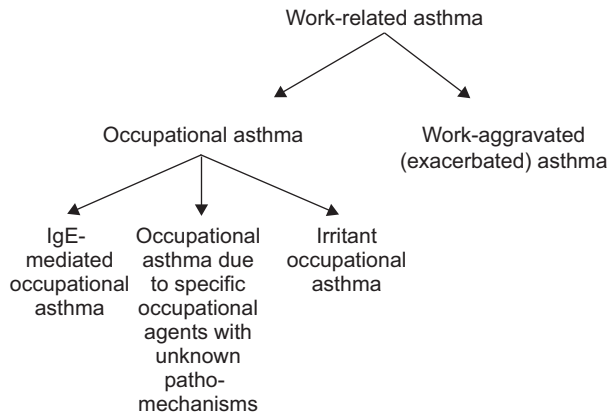 Work-related asthma
Occupational asthma
Work-aggravated
(exacerbated) asthma
IgE-
mediated
occupational
asthma
Occupational
asthma due
to specific
occupational
agents with
unknown
patho-
mechanisms
Irritant
occupational
asthma